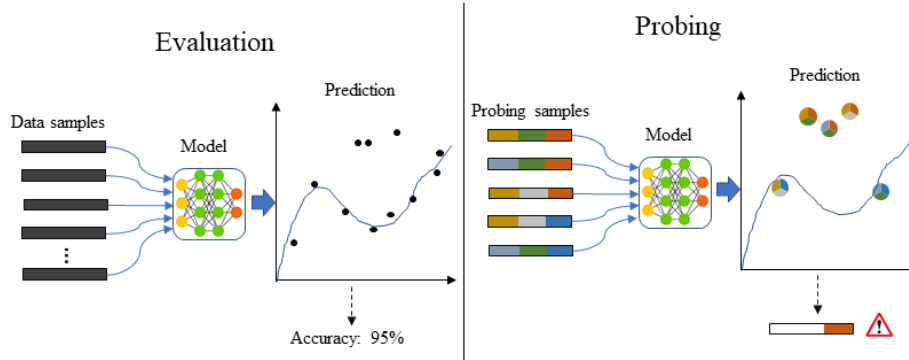 Evaluation
Data samples
Model
Prediction
...
Accuracy: 95%
Probing
Probing samples
Model
Prediction
!